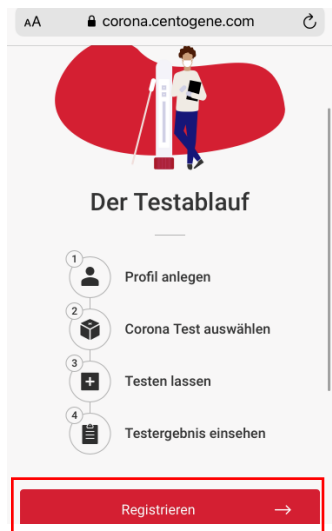 AA corona.centogene.com
Der Testablauf
1
Profil anlegen
2
Corona Test auswählen
3
Testen lassen
4
Testergebnis einsehen
Registrieren →